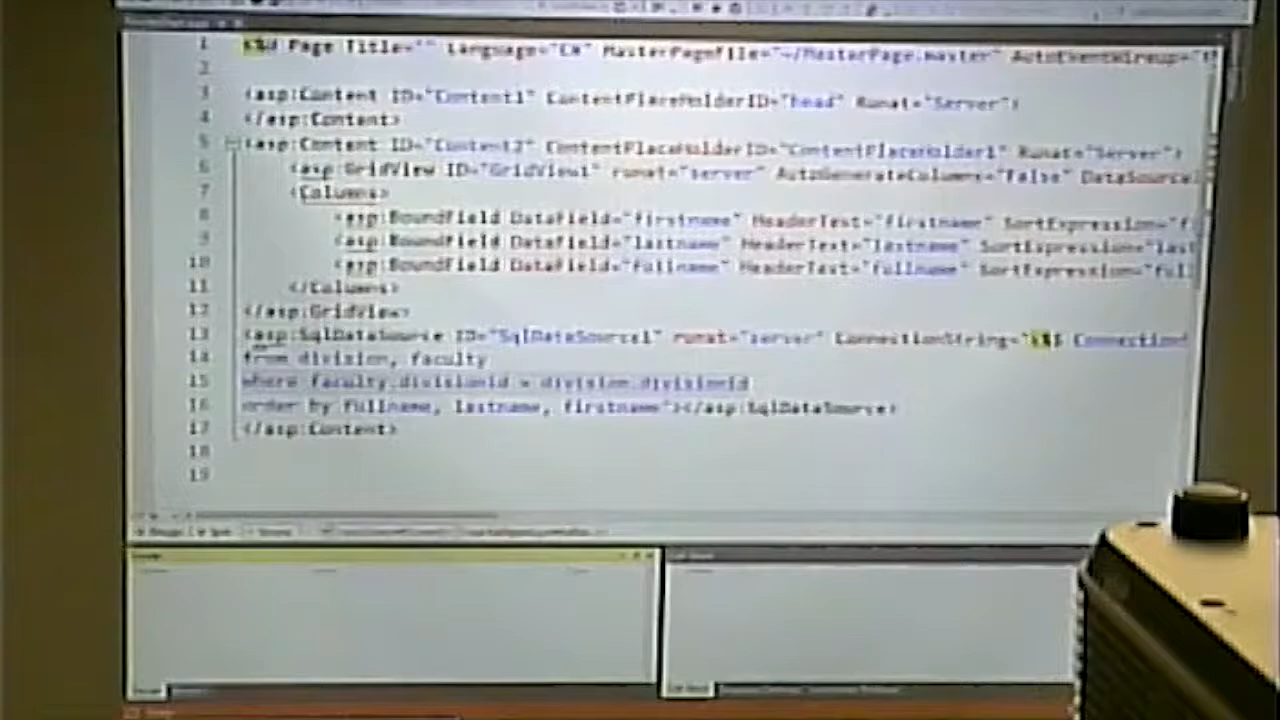 1 <%@ Page Title="" Language="C#" MasterPageFile="~/MasterPage.master" AutoEventWireup="
2
3 <asp:Content ID="Content1" ContentPlaceHolderID="head" Runat="Server">
4 </asp:Content>
5 <asp:Content ID="Content2" ContentPlaceHolderID="ContentPlaceHolder1" Runat="Server">
6 <asp:GridView ID="GridView1" runat="server" AutoGenerateColumns="False" DataSource
7 <Columns>
8 <asp:BoundField DataField="firstname" HeaderText="firstname" SortExpression="f
9 <asp:BoundField DataField="lastname" HeaderText="lastname" SortExpression="last
10 <asp:BoundField DataField="fullname" HeaderText="fullname" SortExpression="ful
11 </Columns>
12 </asp:GridView>
13 <asp:SqlDataSource ID="SqlDataSource1" runat="server" ConnectionString="<%$ Connection
14 from division, faculty
15 where faculty.divisionid = division.divisionid
16 order by fullname, lastname, firstname"></asp:SqlDataSource>
17 </asp:Content>
18
19